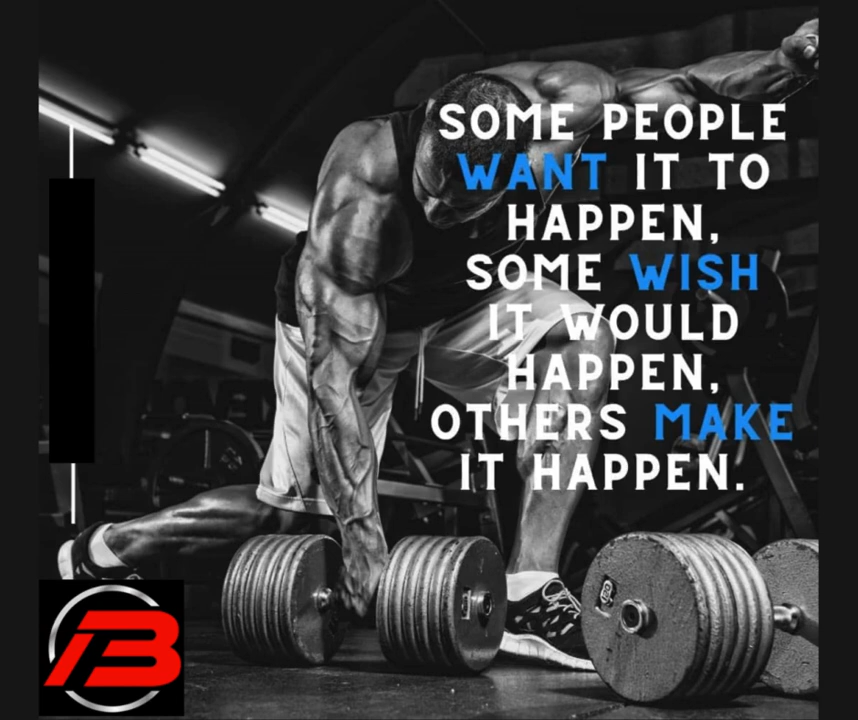 SOME PEOPLE
WANT IT TO
HAPPEN,
SOME WISH
IT WOULD
HAPPEN,
OTHERS MAKE
IT HAPPEN.
B